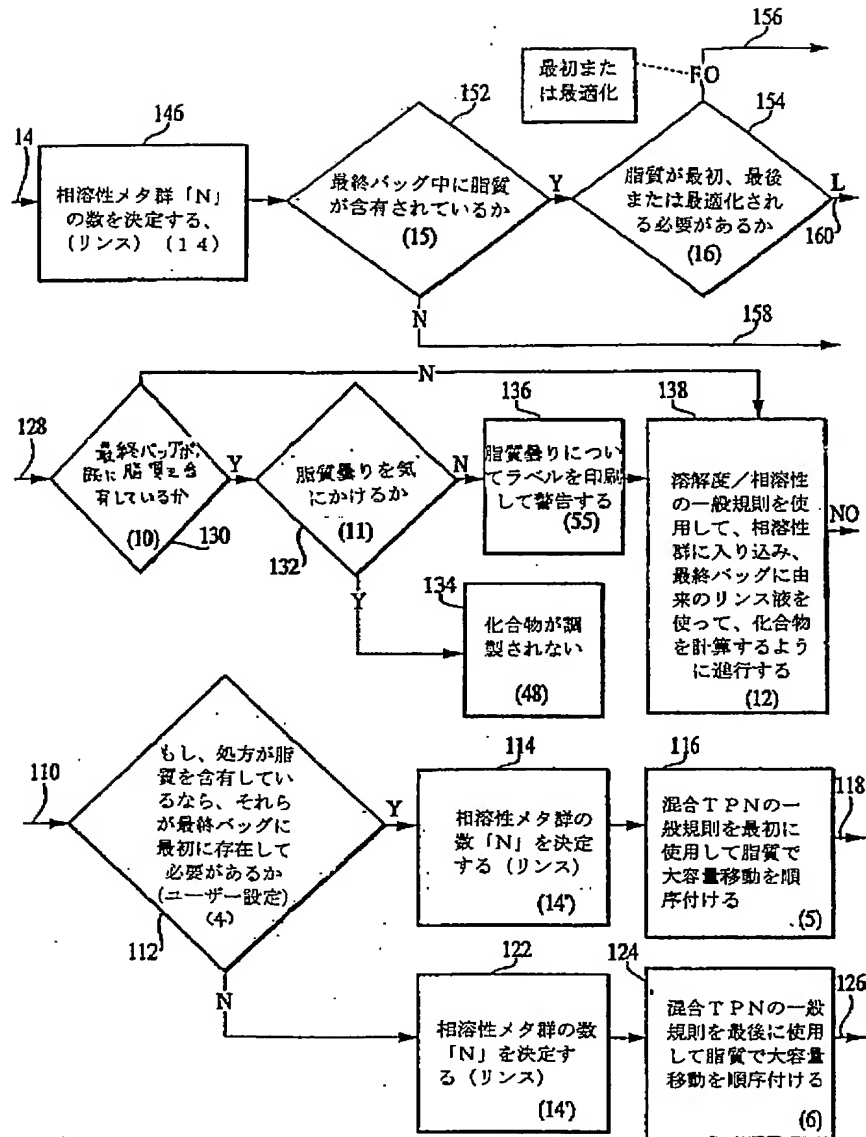 156
最初また
は最適化
FO
146
152
154
14
相溶性メタ群「N」
の数を決定する、
(リンス) (14)
最終バッグ中に脂質
が含有されているか
(15)
Y
脂質が最初、最後
または最適化され
る必要があるか
(16)
L
160
N
158
N
128
最終バッグが、
既に脂質を含
有しているか
(10)
130
Y
脂質曇りを気
にかけるか
(11)
132
N
136
脂質曇りについ
てラベルを印刷
して警告する
(55)
138
溶解度/相溶性
の一般規則を使
用して、相溶性
群に入り込み、
最終バッグに由
来のリンス液を
使って、化合物
を計算するよう
に進行する
(12)
NO
Y
134
化合物が調
製されない
(48)
110
もし、処方が脂
質を含有してい
るなら、それら
が最終バッグに
最初に存在して
必要があるか
(ユーザー設定)
(4)
112
Y
114
相溶性メタ群の
数「N」を決定
する(リンス)
(14')
116
混合TPNの一
般規則を最初に
使用して脂質で
大容量移動を順
序付ける
(5)
118
N
122
相溶性メタ群の数
「N」を決定す
る(リンス)
(14')
124
混合TPNの一般
規則を最後に使用
して脂質で大容量
移動を順序付ける
(6)
126